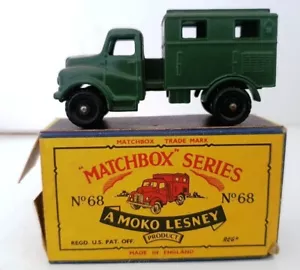 MATCHBOX TRADE MARK
"MATCHBOX" SERIES
Nº68 Nº68
A MOKO LESNEY
PRODUCT
REGD. U.S. PAT. OFF.
MADE IN ENGLAND